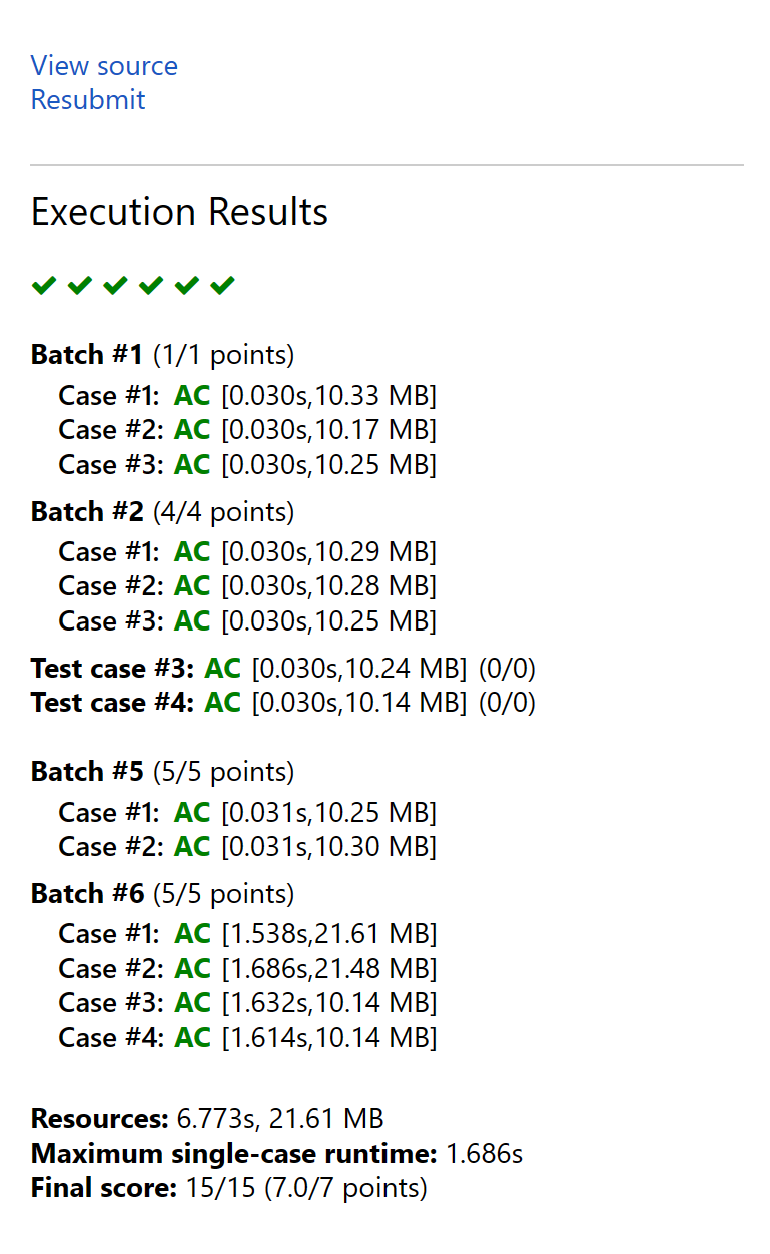 View source
Resubmit
Execution Results
Batch #1 (1/1 points)
Case #1: AC [0.030s,10.33 MB]
Case #2: AC [0.030s,10.17 MB]
Case #3: AC [0.030s,10.25 MB]
Batch #2 (4/4 points)
Case #1: AC [0.030s,10.29 MB]
Case #2: AC [0.030s,10.28 MB]
Case #3: AC [0.030s,10.25 MB]
Test case #3: AC [0.030s,10.24 MB] (0/0)
Test case #4: AC [0.030s,10.14 MB] (0/0)
Batch #5 (5/5 points)
Case #1: AC [0.031s,10.25 MB]
Case #2: AC [0.031s,10.30 MB]
Batch #6 (5/5 points)
Case #1: AC [1.538s,21.61 MB]
Case #2: AC [1.686s,21.48 MB]
Case #3: AC [1.632s,10.14 MB]
Case #4: AC [1.614s,10.14 MB]
Resources: 6.773s, 21.61 MB
Maximum single-case runtime: 1.686s
Final score: 15/15 (7.0/7 points)